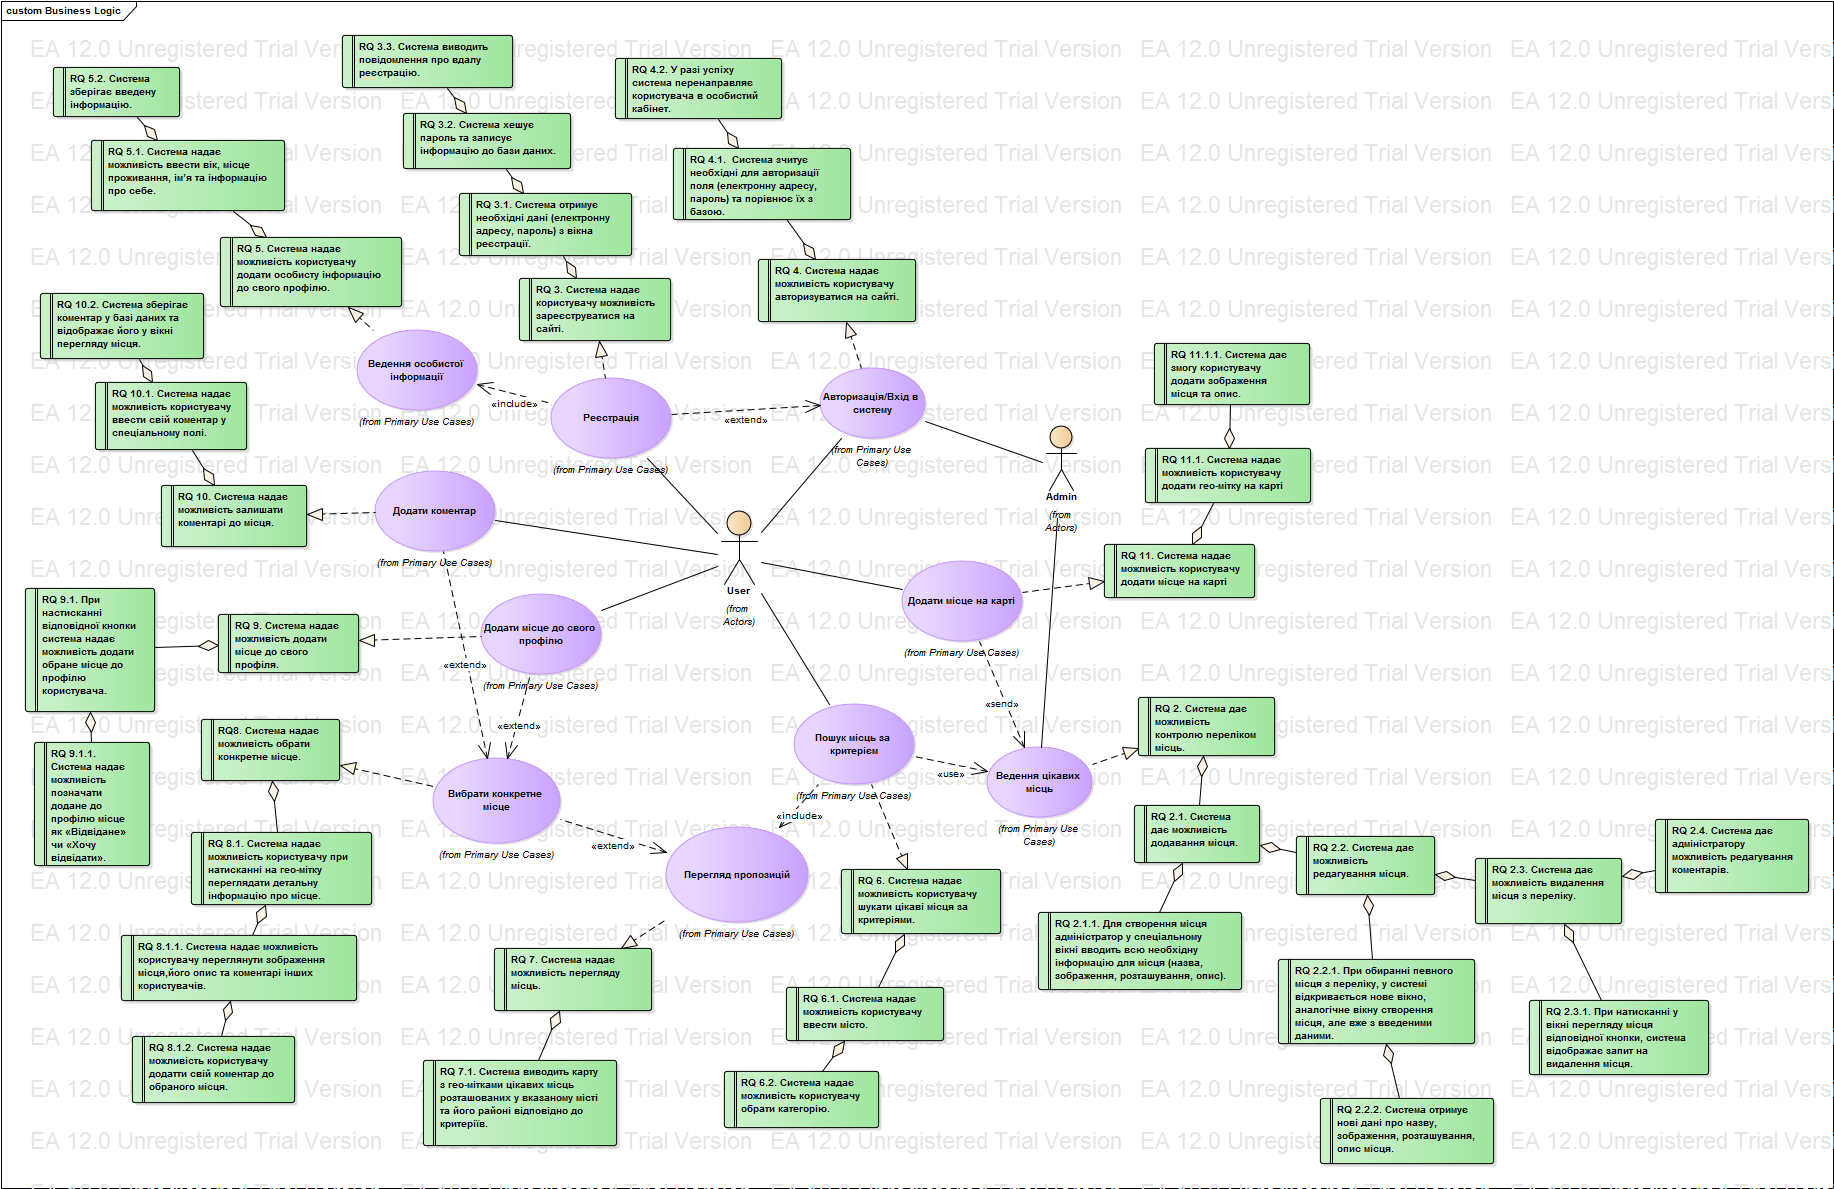 custom Business Logic
RQ 3.3. Система виводить
повідомлення про вдалу
реєстрацію.
RQ 5.2. Система
зберігає введену
інформацію.
RQ 4.2. У разі успіху
система перенаправляє
користувача в особистий
кабінет.
RQ 3.2. Система хешує
пароль та записує
інформацію до бази даних.
RQ 5.1. Система надає
можливість ввести вік, місце
проживання, ім'я та інформацію
про себе.
RQ 4.1.  Система зчитує
необхідні для авторизації
поля (електронну адресу,
пароль) та порівнює їх з
базою.
RQ 3.1. Система отримує
необхідні дані (електронну
адресу, пароль) з вікна
реєстрації.
RQ 5. Система надає
можливість користувачу
додати особисту інформацію
до свого профілю.
RQ 4. Система надає
можливість користувачу
авторизуватися на сайті.
RQ 3. Система надає
користувачу можливість
зареєструватися на
сайті.
RQ 10.2. Система зберігає
коментар у базі даних та
відображає його у вікні
перегляду місця.
Ведення особистої
інформації
(from Primary Use Cases)
RQ 11.1.1. Система дає
змогу користувачу
додати зображення
місця та опис.
RQ 10.1. Система надає
можливість користувачу
ввести свій коментар у
спеціальному полі.
«include»
Реєстрація
(from Primary Use Cases)
«extend»
Авторизація/Вхід в
систему
(from Primary Use
Cases)
Admin
(from
Actors)
RQ 11.1. Система надає
можливість користувачу
додати гео-мітку на карті
RQ 10. Система надає
можливість залишати
коментарі до місця.
Додати коментар
(from Primary Use Cases)
User
(from
Actors)
RQ 11. Система надає
можливість користувачу
додати місце на карті
Додати місце на карті
(from Primary Use Cases)
RQ 9.1. При
настисканні
відповідної кнопки
система надає
можливість додати
обране місце до
профілю
користувача.
RQ 9. Система надає
можливість додати
місце до свого
профіля.
Додати місце до свого
профілю
(from Primary Use Cases)
«extend»
«extend»
«send»
RQ 2. Система дає
можливість
контролю переліком
місць.
RQ8. Система надає
можливість обрати
конкретне місце.
RQ 9.1.1.
Система надає
можливість
позначати
додане до
профілю місце
як «Відвідане»
чи «Хочу
відвідати».
Пошук місць за
критерієм
(from Primary Use Cases)
«use»
Ведення цікавих
місць
(from Primary Use
Cases)
Вибрати конкретне
місце
(from Primary Use Cases)
«include»
«extend»
Перегляд пропозицій
(from Primary Use Cases)
RQ 2.1. Система
дає можливість
додавання місця.
RQ 2.2. Система дає
можливість
редагування місця.
RQ 2.3. Система дає
можливість видалення
місця з переліку.
RQ 2.4. Система дає
адміністратору
можливість редагування
коментарів.
RQ 8.1. Система надає
можливість користувачу при
натисканні на гео-мітку
переглядати детальну
інформацію про місце.
RQ 6. Система надає
можливість користувачу
шукати цікаві місця за
критеріями.
RQ 2.1.1. Для створення місця
адміністратор у спеціальному
вікні вводить всю необхідну
інформацію для місця (назва,
зображення, розташування, опис).
RQ 8.1.1. Система надає можливість
користувачу переглянути зображення
місця,його опис та коментарі інших
користувачів.
RQ 7. Система надає
можливість перегляду
місць.
RQ 2.2.1. При обиранні певного
місця з переліку, у системі
відкривається нове вікно,
аналогічне вікну створення
місця, але вже з введеними
даними.
RQ 6.1. Система надає
можливість користувачу
ввести місто.
RQ 2.3.1. При натисканні у
вікні перегляду місця
відповідної кнопки, система
відображає запит на
видалення місця.
RQ 8.1.2. Система надає
можливість користувачу
додатти свій коментар до
обраного місця.
RQ 7.1. Система виводить карту
з гео-мітками цікавих місць
розташованих у вказаному місті
та його районі відповідно до
критеріїв.
RQ 6.2. Система надає
можливість користувачу
обрати категорію.
RQ 2.2.2. Система отримує
нові дані про назву,
зображення, розташування,
опис місця.
EA 12.0 Unregistered Trial Version